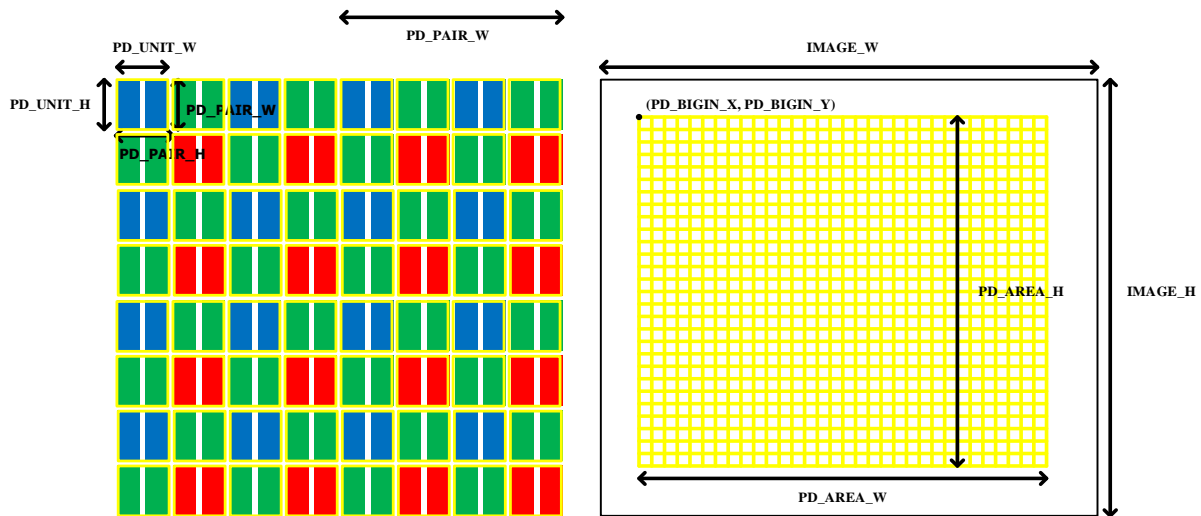 PD_PAIR_W
PD_UNIT_W
PD_UNIT_H
PD_PAIR_W
PD_PAIR_H
IMAGE_W
(PD_BIGIN_X, PD_BIGIN_Y)
PD_AREA_H
IMAGE_H
PD_AREA_W